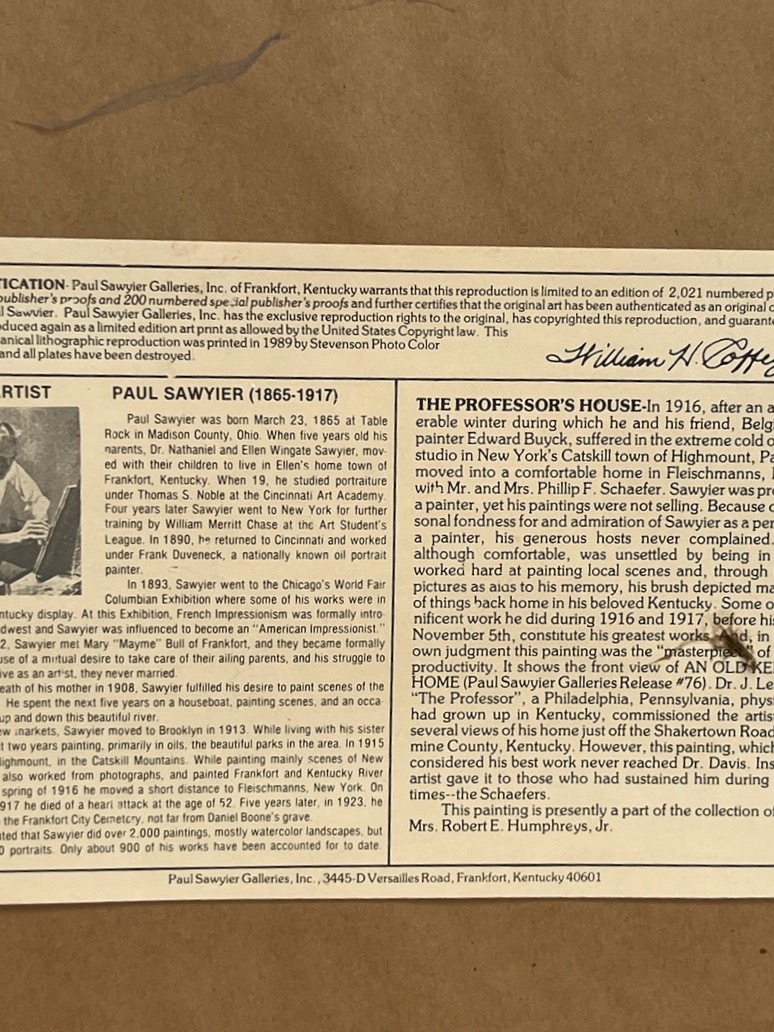 TICATION- Paul Sawyier Galleries, Inc. of Frankfort, Kentucky warrants that this reproduction is limited to an edition of 2,021 numbered p
publisher's proofs and 200 numbered special publisher's proofs and further certifies that the original art has been authenticated as an original
l Sawyier. Paul Sawyier Galleries, Inc. has the exclusive reproduction rights to the original, has copyrighted this reproduction, and guarant
oduced again as a limited edition art print as allowed by the United States Copyright law. This
anical lithographic reproduction was printed in 1989 by Stevenson Photo Color
and all plates have been destroyed.
William H. Coffey
RTIST
PAUL SAWYIER (1865-1917)
Paul Sawyier was born March 23, 1865 at Table
Rock in Madison County, Ohio. When five years old his
parents, Dr. Nathaniel and Ellen Wingate Sawyier, mov-
ed with their children to live in Ellen's home town of
Frankfort, Kentucky. When 19, he studied portraiture
under Thomas S. Noble at the Cincinnati Art Academy.
Four years later Sawyier went to New York for further
training by William Merritt Chase at the Art Student's
League. In 1890, he returned to Cincinnati and worked
under Frank Duveneck, a nationally known oil portrait
painter.
In 1893, Sawyier went to the Chicago's World Fair
Columbian Exhibition where some of his works were in
ntucky display. At this Exhibition, French Impressionism was formally intro-
dwest and Sawyier was influenced to become an "American Impressionist."
2, Sawyier met Mary "Mayme" Bull of Frankfort, and they became formally
use of a mutual desire to take care of their ailing parents, and his struggle to
ive as an artist, they never married.
eath of his mother in 1908, Sawyier fulfilled his desire to paint scenes of the
He spent the next five years on a houseboat, painting scenes, and an occa-
up and down this beautiful river.
ew markets, Sawyier moved to Brooklyn in 1913. While living with his sister
t two years painting, primarily in oils, the beautiful parks in the area. In 1915
Highmount, in the Catskill Mountains. While painting mainly scenes of New
also worked from photographs, and painted Frankfort and Kentucky River
spring of 1916 he moved a short distance to Fleischmanns, New York. On
917 he died of a heart attack at the age of 52. Five years later, in 1923, he
the Frankfort City Cemetery, not far from Daniel Boone's grave.
ted that Sawyier did over 2,000 paintings, mostly watercolor landscapes, but
0 portraits. Only about 900 of his works have been accounted for to date.
THE PROFESSOR'S HOUSE-In 1916, after an a
erable winter during which he and his friend, Belg
painter Edward Buyck, suffered in the extreme cold o
studio in New York's Catskill town of Highmount, Pa
moved into a comfortable home in Fleischmanns,
with Mr. and Mrs. Phillip F. Schaefer. Sawyier was pro
a painter, yet his paintings were not selling. Because o
sonal fondness for and admiration of Sawyier as a per
a painter, his generous hosts never complained.
although comfortable, was unsettled by being in
worked hard at painting local scenes and, through
pictures as aids to his memory, his brush depicted ma
of things back home in his beloved Kentucky. Some o
nificent work he did during 1916 and 1917, before his
November 5th, constitute his greatest works. And, in
own judgment this painting was the "masterpiece" of
productivity. It shows the front view of AN OLD KE
HOME (Paul Sawyier Galleries Release #76). Dr. J. Le
"The Professor", a Philadelphia, Pennsylvania, physi
had grown up in Kentucky, commissioned the artis
several views of his home just off the Shakertown Road
mine County, Kentucky. However, this painting, which
considered his best work never reached Dr. Davis. Ins
artist gave it to those who had sustained him during
times--the Schaefers.
This painting is presently a part of the collection of
Mrs. Robert E. Humphreys, Jr.
Paul Sawyier Galleries, Inc., 3445-D Versailles Road, Frankfort, Kentucky 40601